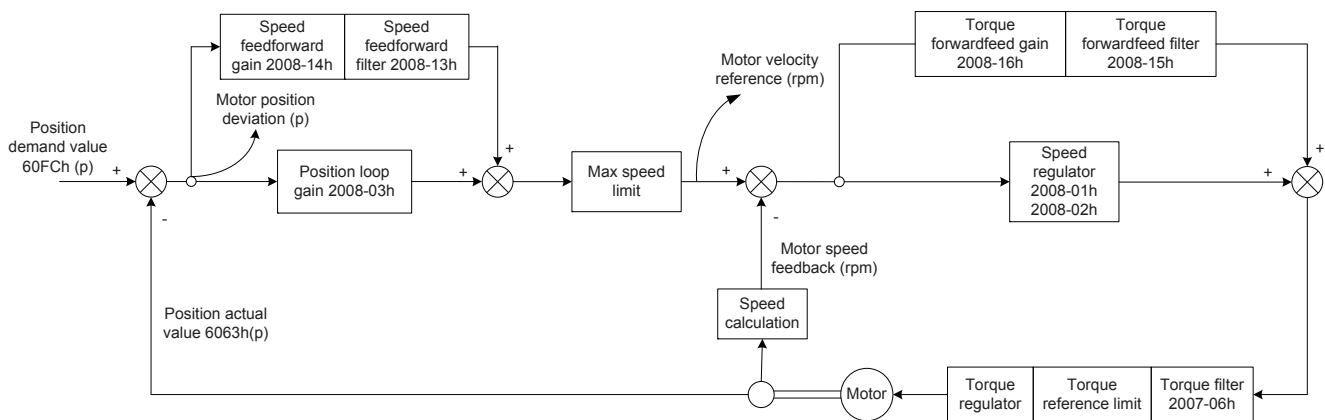 Speed
feedforward
gain 2008-14h
Speed
feedforward
filter 2008-13h
Motor position
deviation (p)
Motor velocity
reference (rpm)
Torque
forwardfeed gain
2008-16h
Torque
forwardfeed filter
2008-15h
Position
demand value
60FCh (p)
+
-
Position loop
gain 2008-03h
+
+
Max speed
limit
+
-
Speed
regulator
2008-01h
2008-02h
+
+
Motor speed
feedback (rpm)
Speed
calculation
Position actual
value 6063h(p)
Motor
Torque
regulator
Torque
reference limit
Torque filter
2007-06h